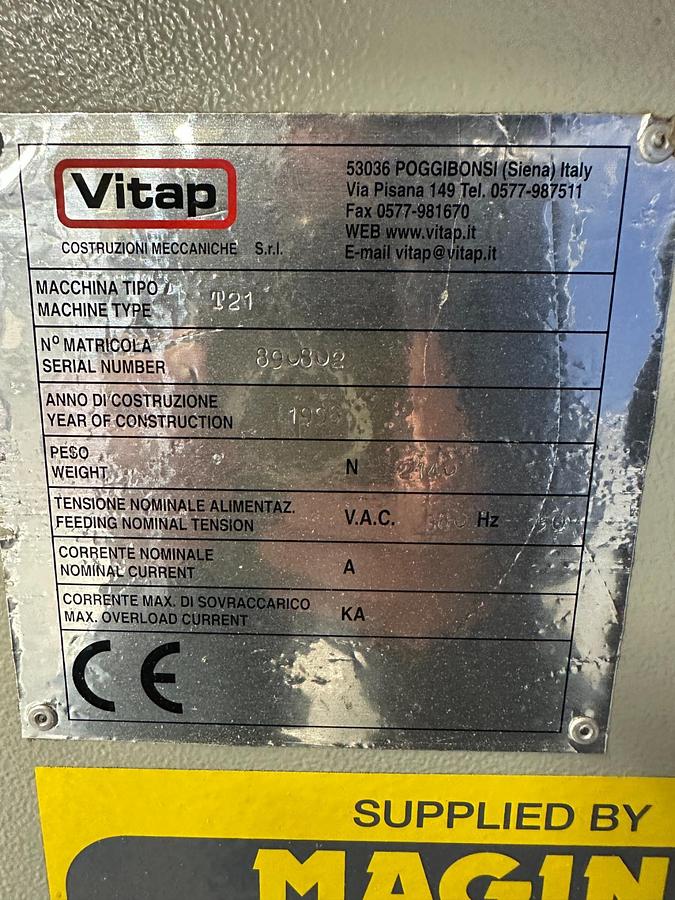 Vitap
COSTRUZIONI MECCANICHE S.r.l.
53036 POGGIBONSI (Siena) Italy
Via Pisana 149 Tel. 0577-987511
Fax 0577-981670
WEB www.vitap.it
E-mail vitap@vitap.it
MACCHINA TIPO
MACHINE TYPE
T21
Nº MATRICOLA
SERIAL NUMBER
890802
ANNO DI COSTRUZIONE
YEAR OF CONSTRUCTION
PESO
WEIGHT
N
TENSIONE NOMINALE ALIMENTAZ.
FEEDING NOMINAL TENSION
V.A.C. Hz
CORRENTE NOMINALE
NOMINAL CURRENT
A
CORRENTE MAX. DI SOVRACCARICO
MAX. OVERLOAD CURRENT
KA
CE
SUPPLIED BY
MAGIN